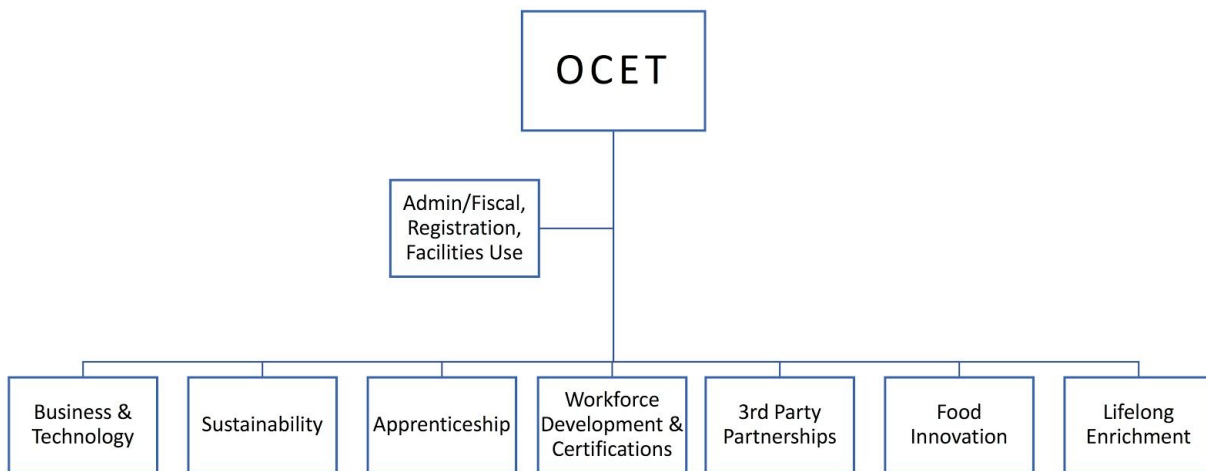 OCET
Admin/Fiscal,
Registration,
Facilities Use
Business &
Technology
Sustainability
Apprenticeship
Workforce
Development &
Certifications
3rd Party
Partnerships
Food
Innovation
Lifelong
Enrichment